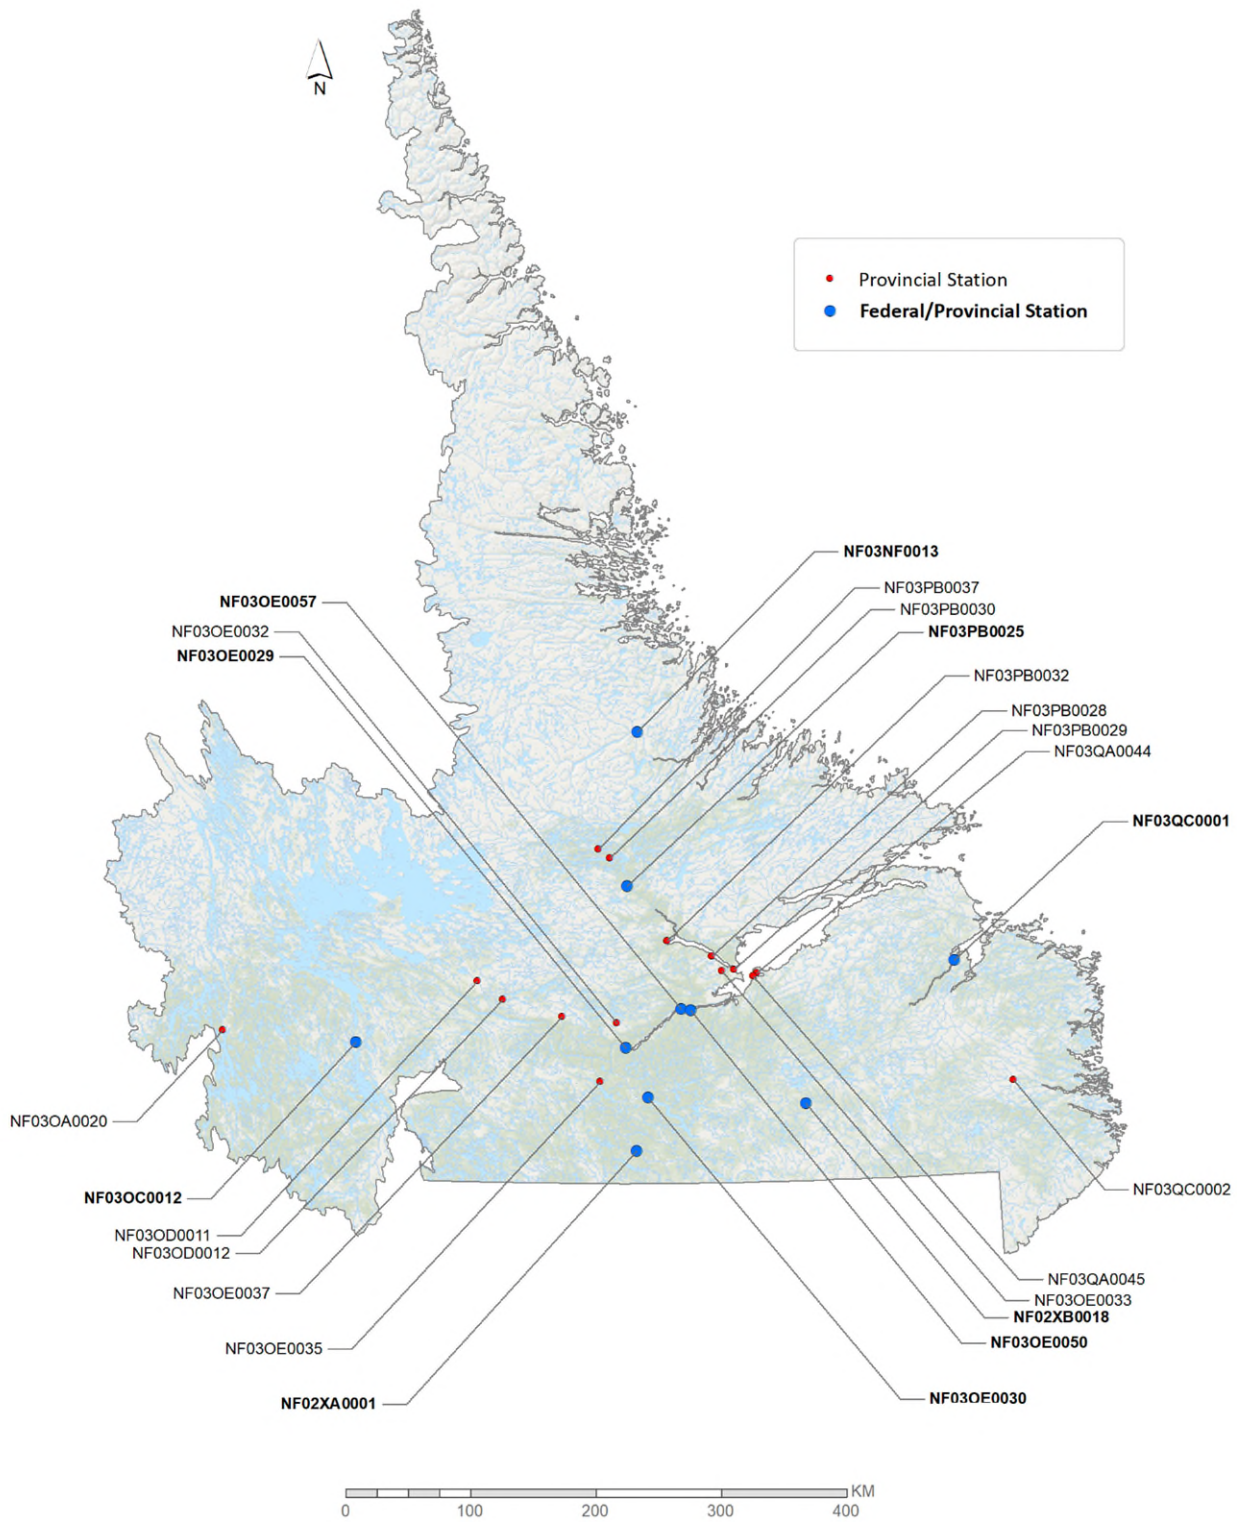 N
Provincial Station
Federal/Provincial Station
NF03NF0013
NF03PB0037
NF03OE0057
NF03PB0030
NF03OE0032
NF03PB0025
NF03OE0029
NF03PB0032
NF03PB0028
NF03PB0029
NF03QA0044
NF03QC0001
NF03OA0020
NF03QC0002
NF03OC0012
NF03OD0011
NF03OD0012
NF03QA0045
NF03OE0037
NF03OE0033
NF02XB0018
NF03OE0050
NF03OE0035
NF03OE0030
NF02XA0001
KM
0 100 200 300 400